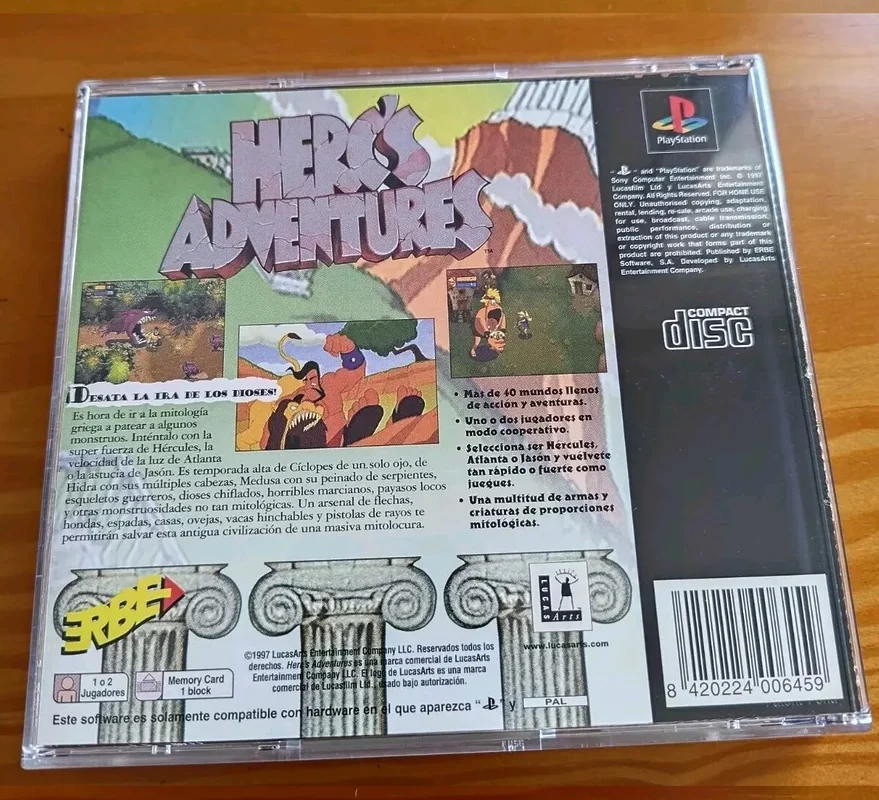 HERC'S
ADVENTURES
TM
PlayStation
" " and "PlayStation" are trademarks of
Sony Computer Entertainment Inc. © 1997
Lucasfilm Ltd y LucasArts Entertainment
Company. All Rights Reserved. FOR HOME USE
ONLY. Unauthorised copying, adaptation,
rental, lending, re-sale, arcade use, charging
for use, broadcast, cable transmission,
public performance, distribution or
extraction of this product or any trademark
or copyright work that forms part of this
product are prohibited. Published by ERBE
Software, S.A. Developed by LucasArts
Entertainment Company.
COMPACT
disc
¡DESATA LA IRA DE LOS DIOSES!
Es hora de ir a la mitología
griega a patear a algunos
monstruos. Inténtalo con la
super fuerza de Hércules, la
velocidad de la luz de Atlanta
o la astucia de Jasón. Es temporada alta de Cíclopes de un solo ojo, de
Hidra con sus múltiples cabezas, Medusa con su peinado de serpientes,
esqueletos guerreros, dioses chiflados, horribles marcianos, payasos locos
y otras monstruosidades no tan mitológicas. Un arsenal de flechas,
hondas, espadas, casas, ovejas, vacas hinchables y pistolas de rayos te
permitirán salvar esta antigua civilización de una masiva mitolocura.
• Más de 40 mundos llenos
de acción y aventuras.
• Uno o dos jugadores en
modo cooperativo.
• Selecciona ser Hércules,
Atlanta o Jasón y vuélvete
tan rápido o fuerte como
juegues.
• Una multitud de armas y
criaturas de proporciones
mitológicas.
ERBE
LUCAS
Arts
www.lucasarts.com
©1997 LucasArts Entertainment Company LLC. Reservados todos los
derechos. Herc's Adventures es una marca comercial de LucasArts
Entertainment Company LLC. El logo de LucasArts es una marca
comercial de Lucasfilm Ltd., usado bajo autorización.
1 o 2
Jugadores
Memory Card
1 block
Este software es solamente compatible con hardware en el que aparezca " " y PAL
8 420224 006459